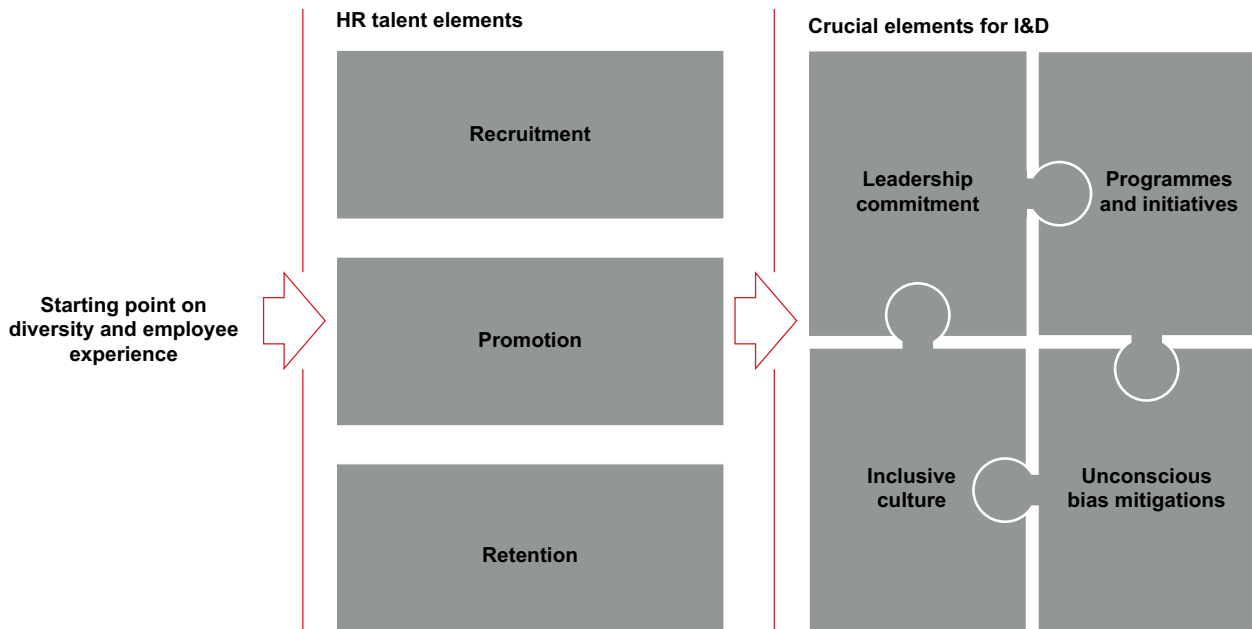 HR talent elements
Crucial elements for I&D
Starting point on
diversity and employee
experience
Recruitment
Promotion
Retention
Leadership
commitment
Programmes
and initiatives
Inclusive
culture
Unconscious
bias mitigations